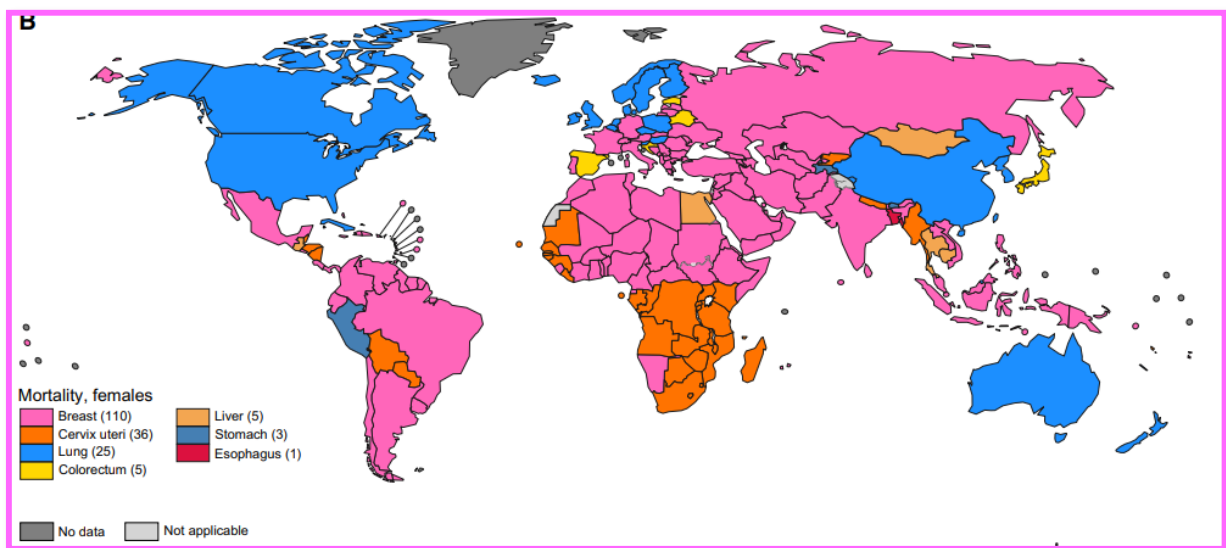 B
Mortality, females
Breast (110)
Cervix uteri (36)
Lung (25)
Colorectum (5)
Liver (5)
Stomach (3)
Esophagus (1)
No data
Not applicable